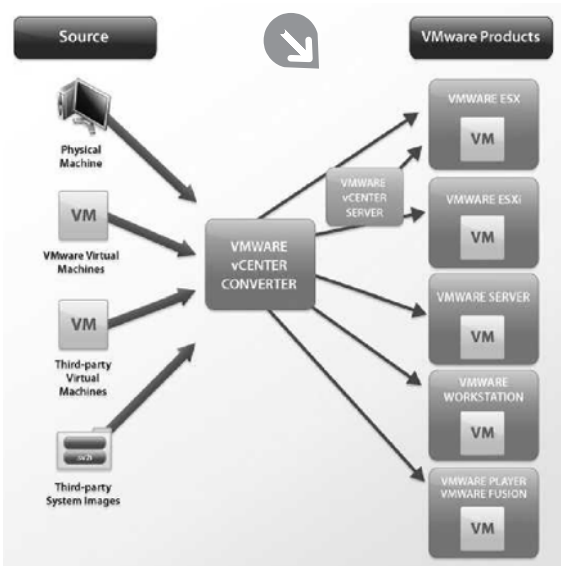 Source
VMware Products
Physical
Machine
VM
VMware Virtual
Machines
VM
Third-party
Virtual
Machines
.sv2i
Third-party
System Images
VMWARE
vCENTER
CONVERTER
VMWARE
vCENTER
SERVER
VMWARE ESX
VM
VMWARE ESXi
VM
VMWARE SERVER
VM
VMWARE
WORKSTATION
VM
VMWARE PLAYER
VMWARE FUSION
VM